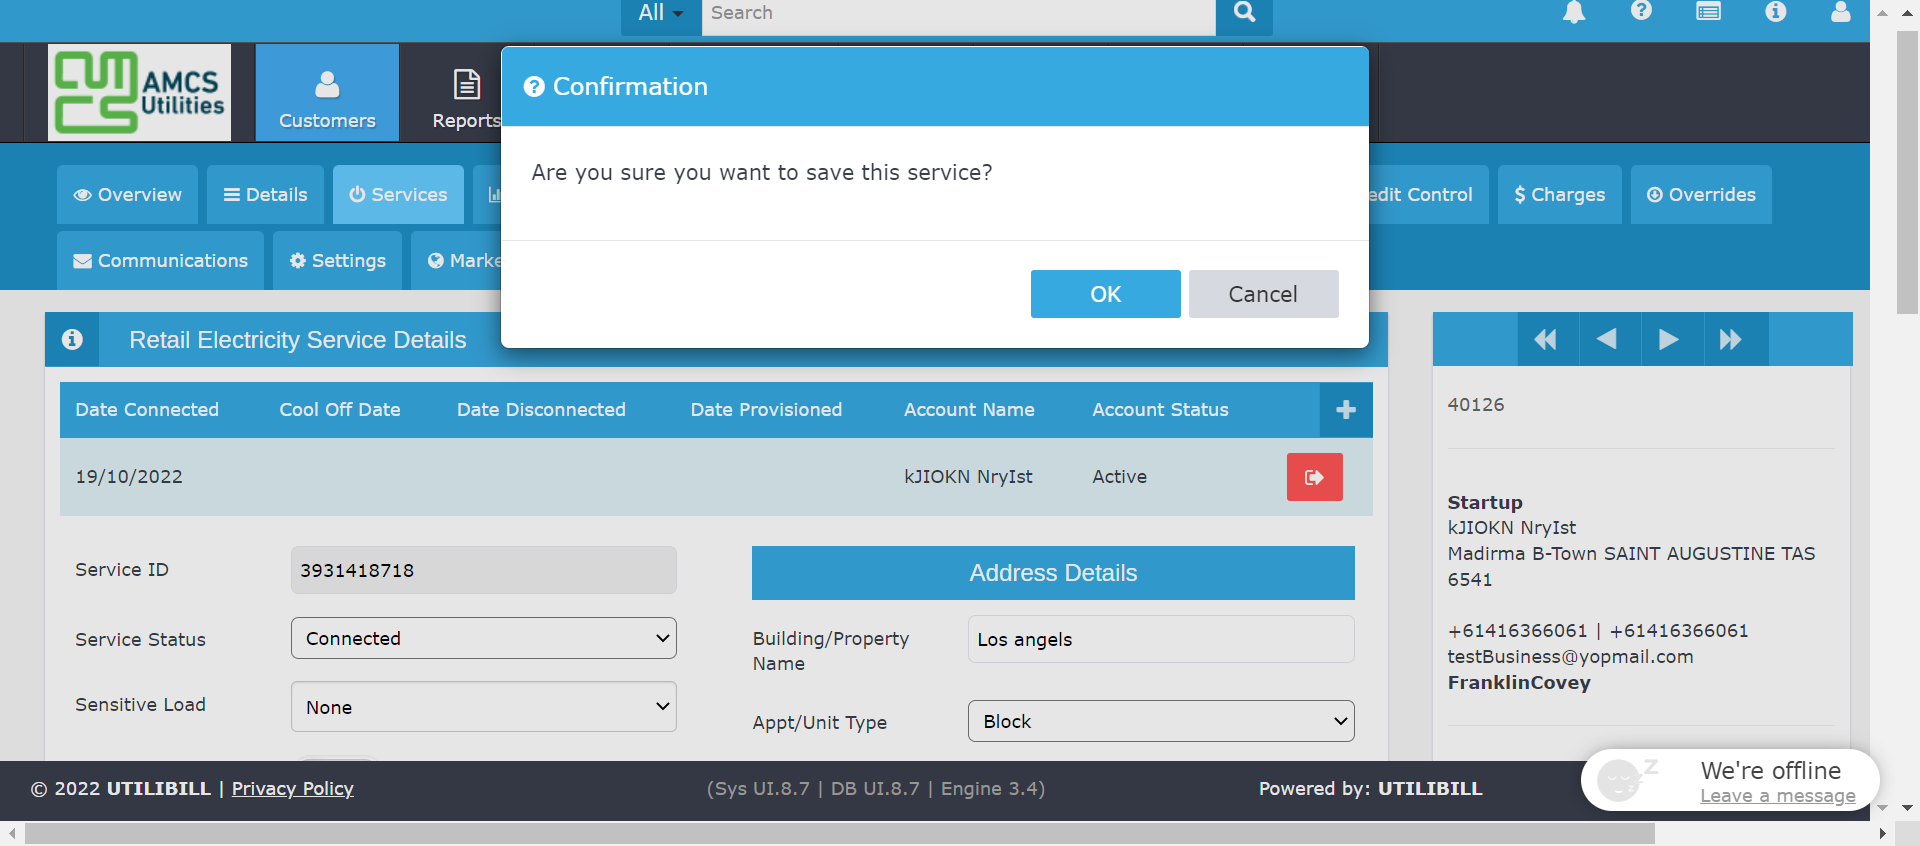 All
Search
AMCS
Utilities
Customers
Reports
Confirmation
Are you sure you want to save this service?
OK
Cancel
Overview
Details
Services
edit Control
Charges
Overrides
Communications
Settings
Marke
Retail Electricity Service Details
Date Connected Cool Off Date Date Disconnected Date Provisioned Account Name Account Status
19/10/2022 kJIOKN NryIst Active
Service ID 3931418718
Service Status Connected
Sensitive Load None
Address Details
Building/Property
Name
Los angels
Appt/Unit Type Block
40126
Startup
kJIOKN NryIst
Madirma B-Town SAINT AUGUSTINE TAS
6541
+61416366061 | +61416366061
testBusiness@yopmail.com
FranklinCovey
© 2022 UTILIBILL | Privacy Policy
(Sys UI.8.7 | DB UI.8.7 | Engine 3.4)
Powered by: UTILIBILL
We're offline
Leave a message